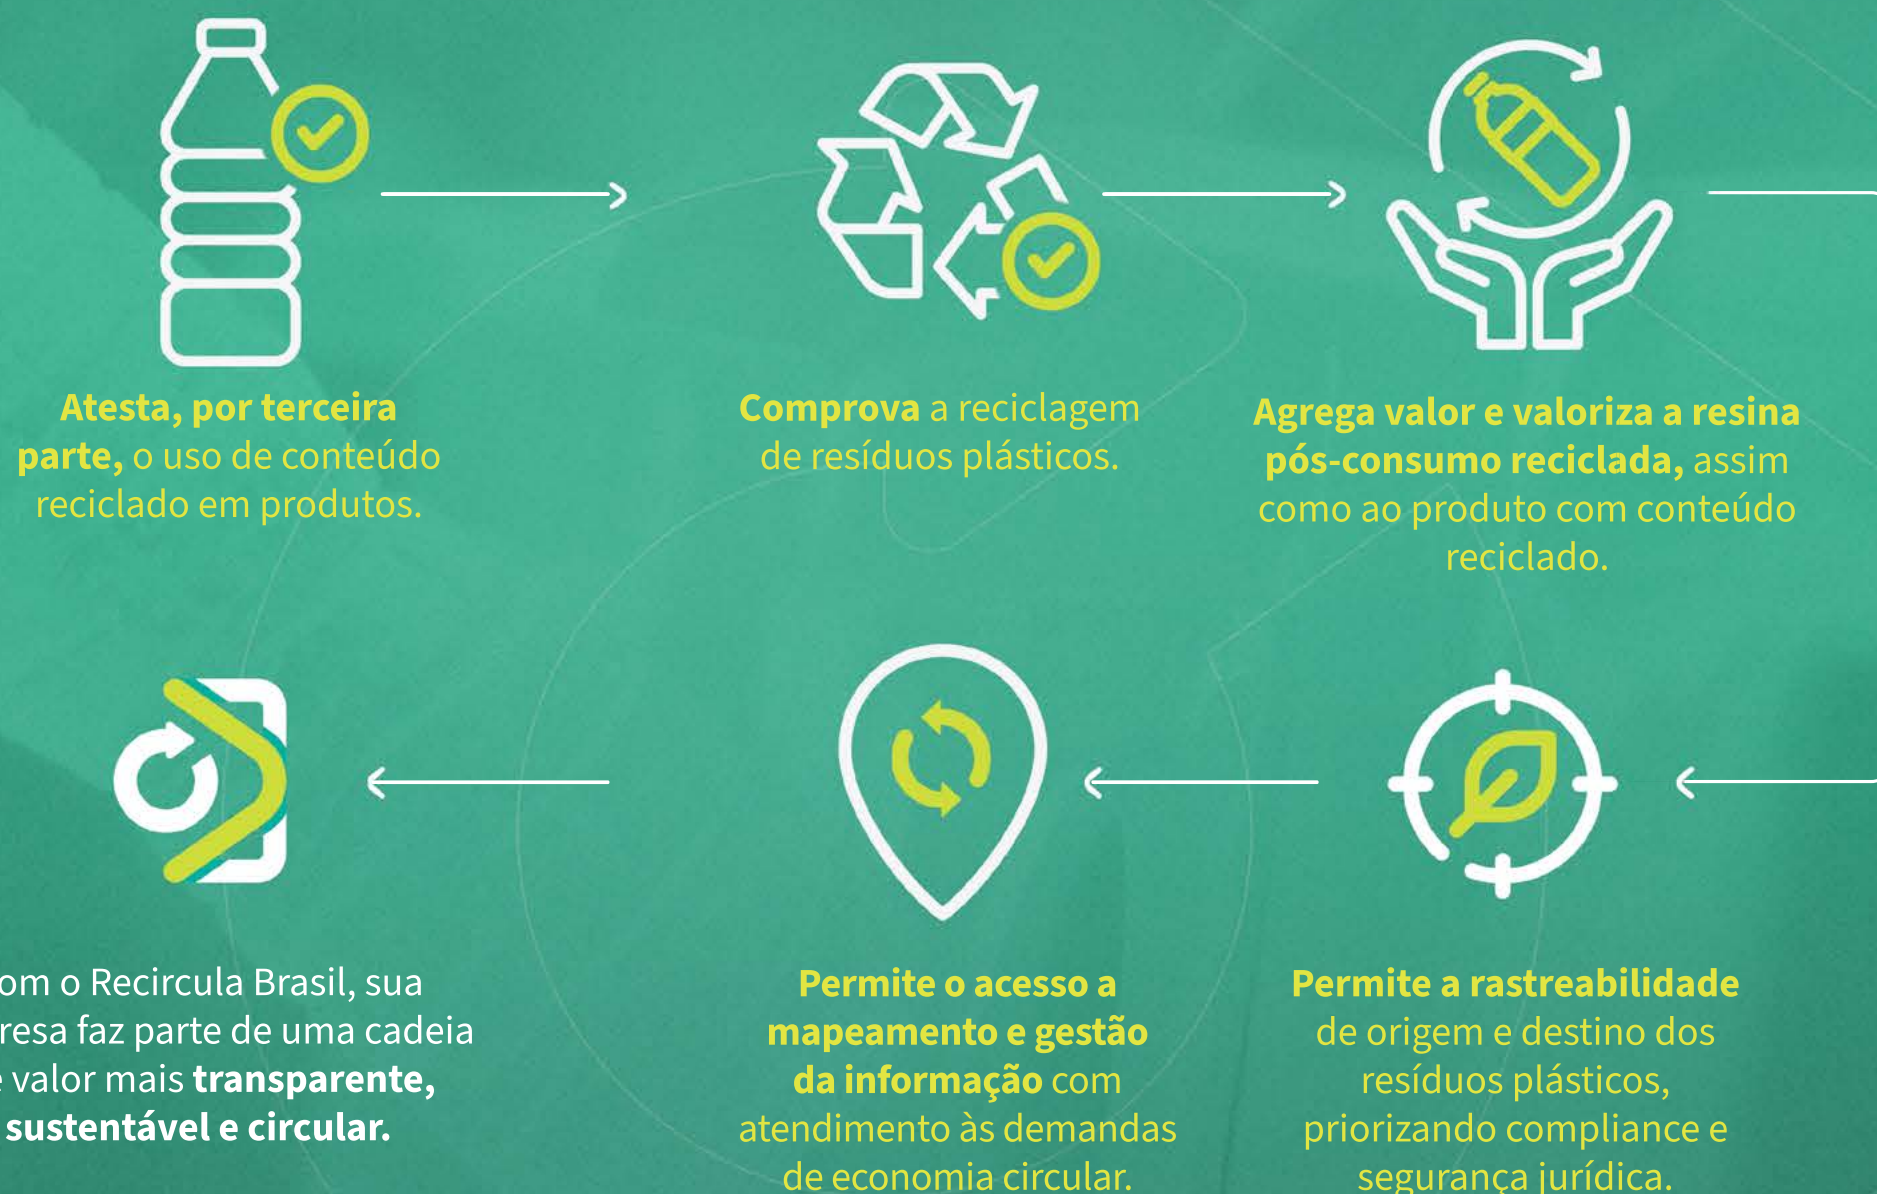 Atesta, por terceira
parte, o uso de conteúdo
reciclado em produtos.
Comprova a reciclagem
de resíduos plásticos.
Agrega valor e valoriza a resina
pós-consumo reciclada, assim
como ao produto com conteúdo
reciclado.
Permite a rastreabilidade
de origem e destino dos
resíduos plásticos,
priorizando compliance e
segurança jurídica.
Permite o acesso a
mapeamento e gestão
da informação com
atendimento às demandas
de economia circular.
om o Recircula Brasil, sua
resa faz parte de uma cadeia
e valor mais transparente,
sustentável e circular.